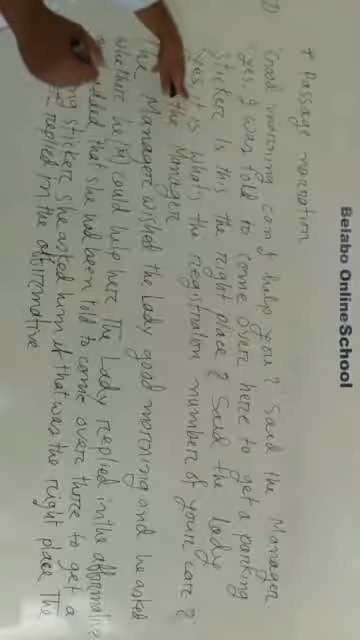 Belabo Online School
↑ Passage narration
"Good morning can I help you? Said the Manager
"yes, I was told to come over here to get a parking
sticker Is this the right place? Said the lady
Yes it is whats the registration number of your car?
the Manager
The Manager wished the Lady good morning and he asked
whether he could help her The Lady replied in the affirmative
added that she had been told to come over there to get a
sticker she asked him if that was the right place The
replied in the affirmative